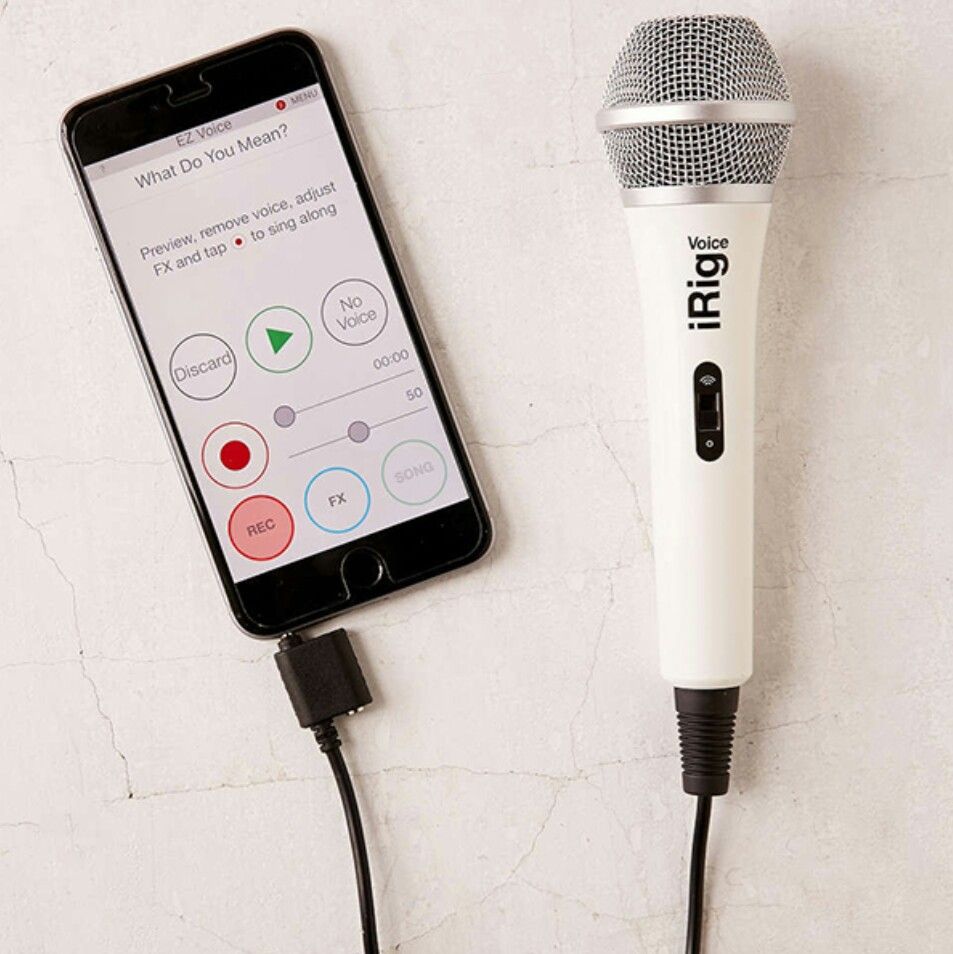 MENU
?
EZ Voice
What Do You Mean?
Preview, remove voice, adjust
FX and tap to sing along
Discard
No
Voice
00:00
50
REC
FX
SONG
iRig
Voice